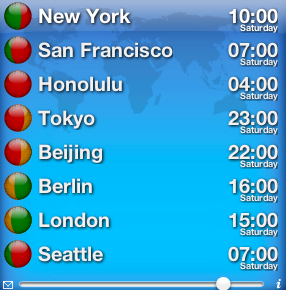 New York 10:00
Saturday
San Francisco 07:00
Saturday
Honolulu 04:00
Saturday
Tokyo 23:00
Saturday
Beijing 22:00
Saturday
Berlin 16:00
Saturday
London 15:00
Saturday
Seattle 07:00
Saturday
i